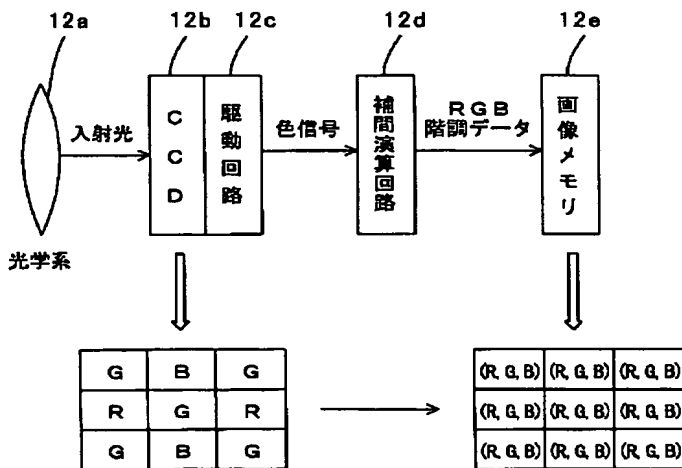 12a 12b 12c 12d 12e
入射光
CCD
駆動回路
色信号
補間演算回路
RGB
階調データ
画像メモリ
光学系
G B G
R G R
G B G
(R, G, B) (R, G, B) (R, G, B)
(R, G, B) (R, G, B) (R, G, B)
(R, G, B) (R, G, B) (R, G, B)